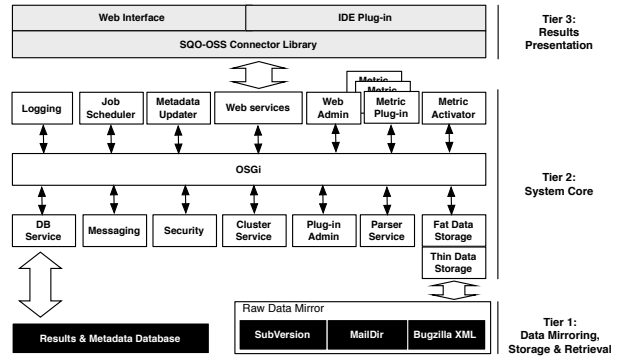 Web Interface
IDE Plug-in
SQO-OSS Connector Library
Tier 3:
Results
Presentation
Logging
Job
Scheduler
Metadata
Updater
Web services
Web
Admin
Metric
Metric
Metric
Plug-in
Metric
Activator
OSGi
Tier 2:
System Core
DB
Service
Messaging
Security
Cluster
Service
Plug-in
Admin
Parser
Service
Fat Data
Storage
Thin Data
Storage
Raw Data Mirror
Results & Metadata Database
SubVersion
MailDir
Bugzilla XML
Tier 1:
Data Mirroring,
Storage & Retrieval